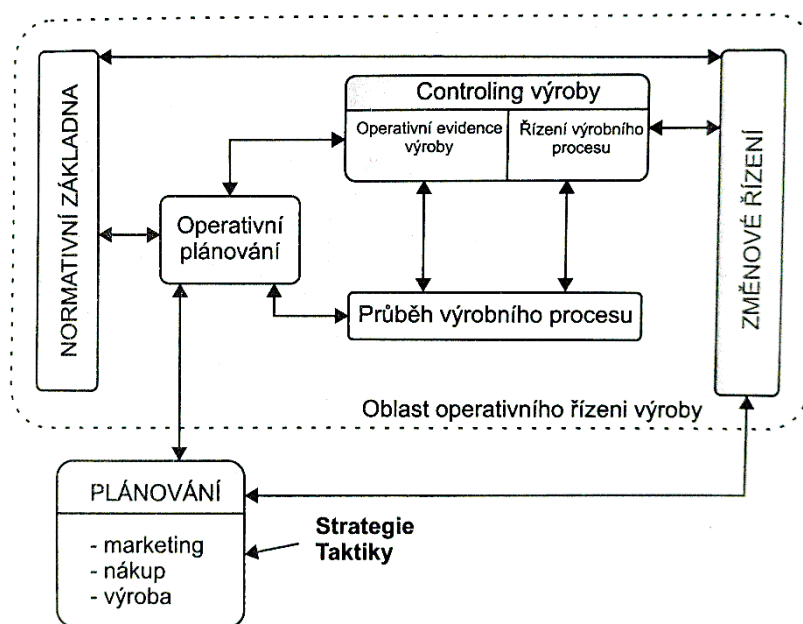 NORMATIVNÍ ZÁKLADNA
Controling výroby
Operativní evidence
výroby
Řízení výrobního
procesu
Operativní
plánování
Průběh výrobního procesu
ZMĚNOVÉ ŘÍZENÍ
Oblast operativního řízeni výroby
PLÁNOVÁNÍ
- marketing
- nákup
- výroba
Strategie
Taktiky